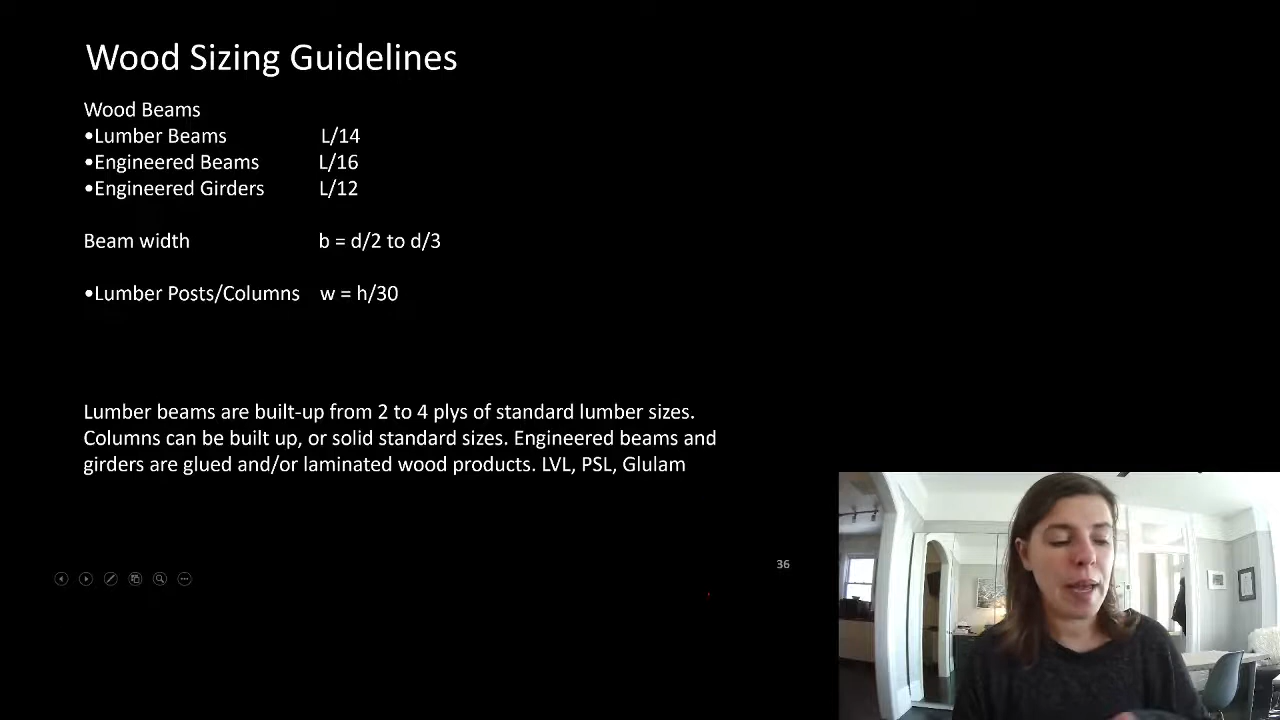 Wood Sizing Guidelines
Wood Beams
•Lumber Beams L/14
•Engineered Beams L/16
•Engineered Girders L/12
Beam width b = d/2 to d/3
•Lumber Posts/Columns w = h/30
Lumber beams are built-up from 2 to 4 plys of standard lumber sizes.
Columns can be built up, or solid standard sizes. Engineered beams and
girders are glued and/or laminated wood products. LVL, PSL, Glulam
36